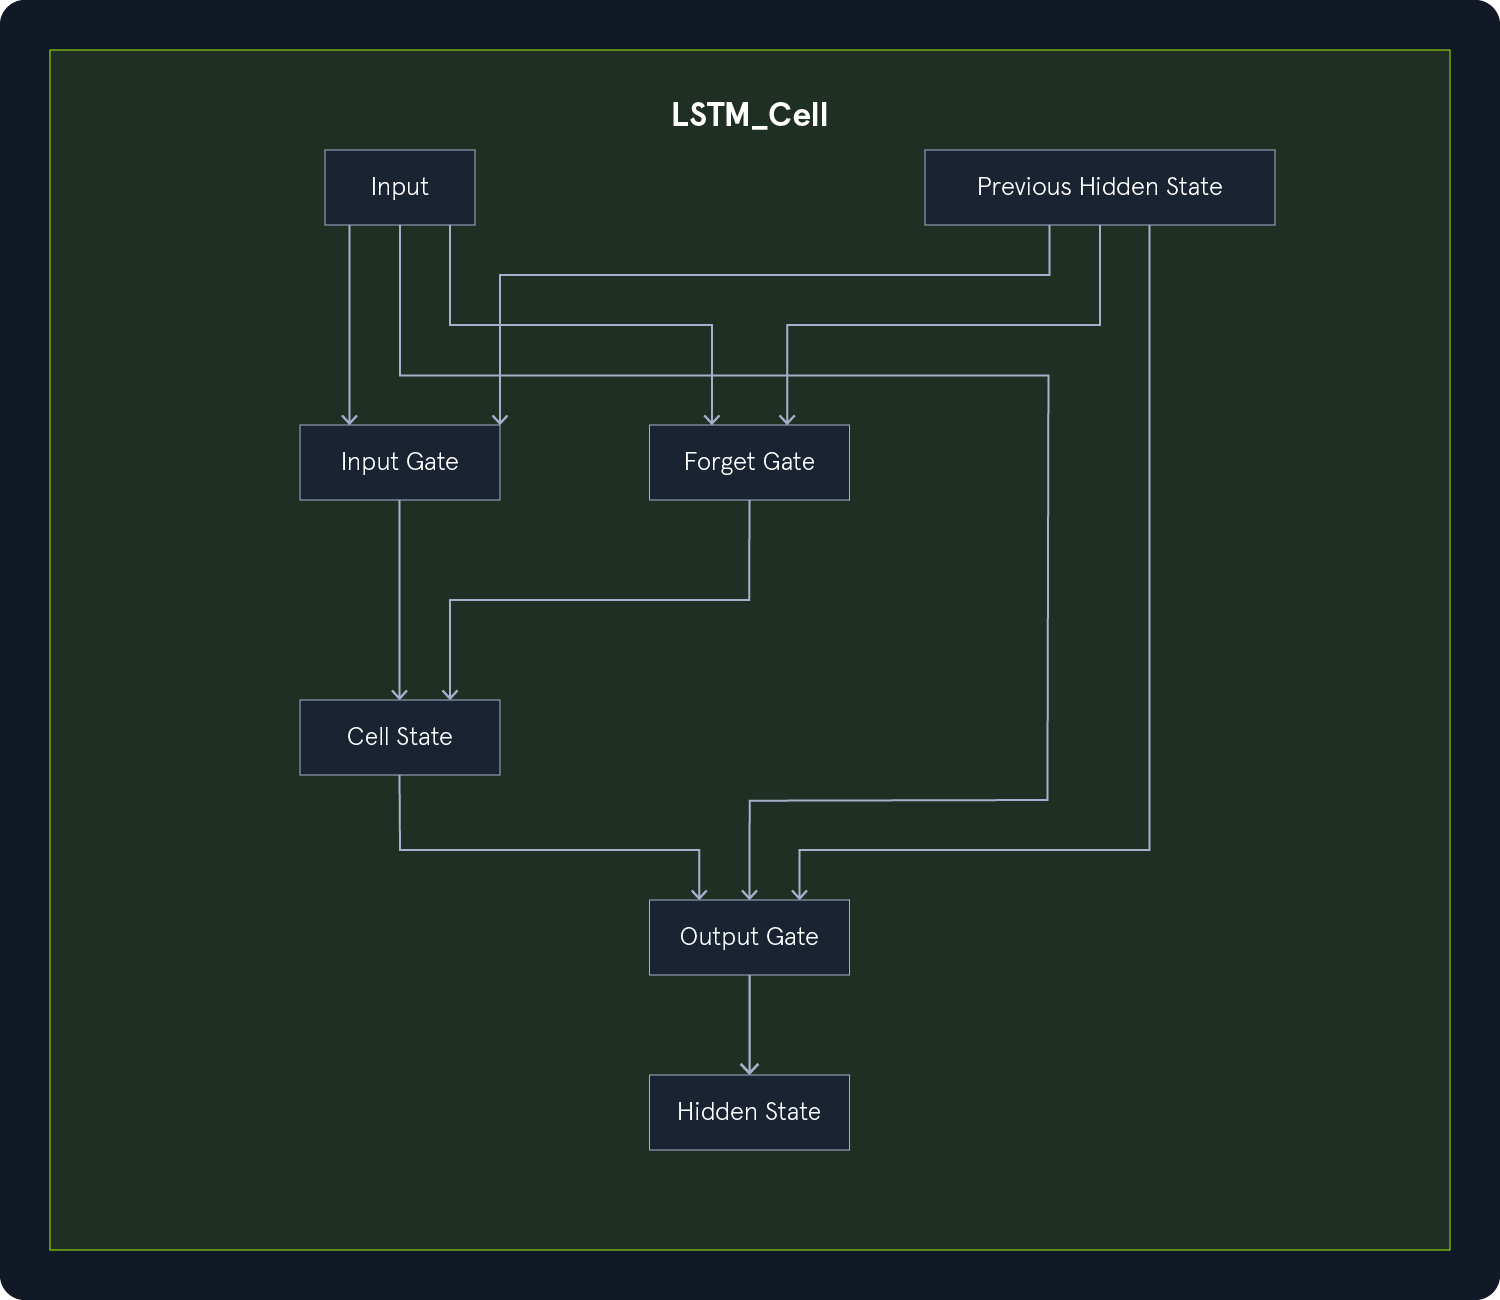 LSTM_Cell
Input
Previous Hidden State
Input Gate
Forget Gate
Cell State
Output Gate
Hidden State